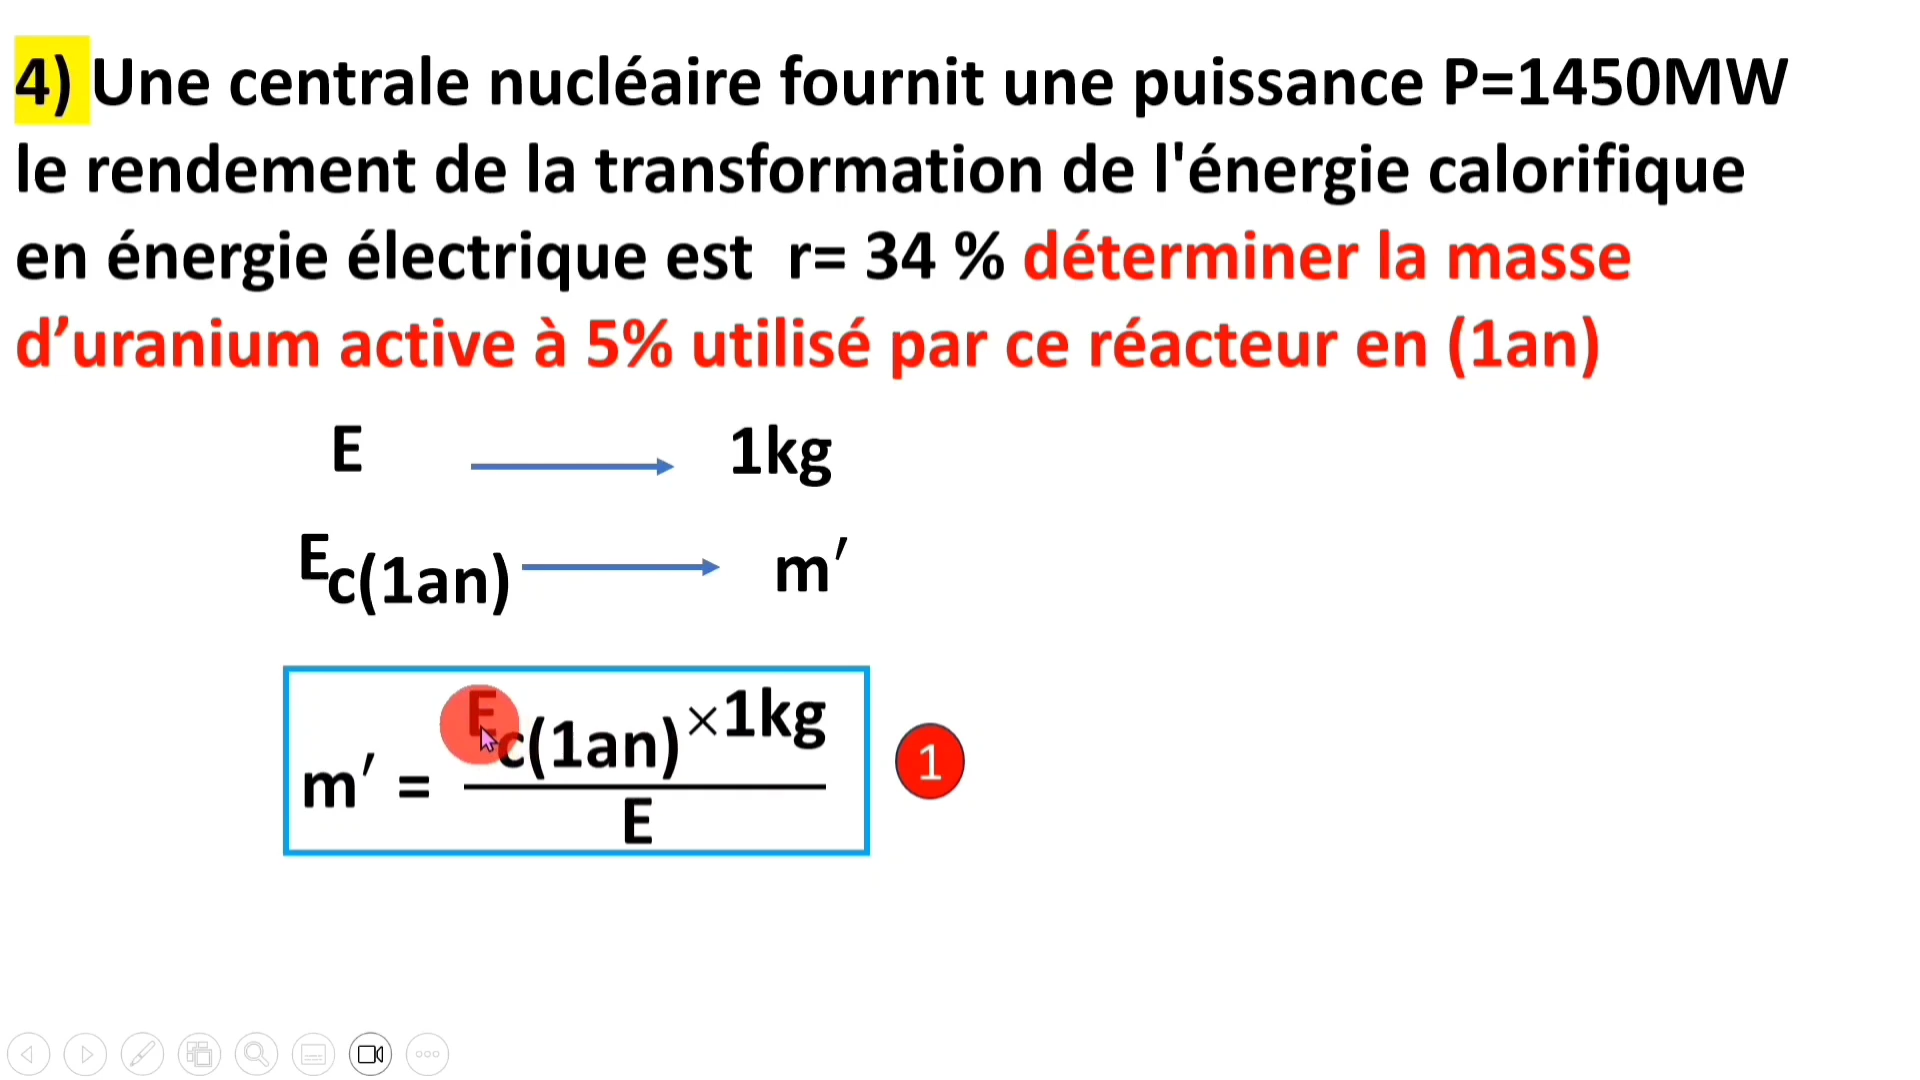 4) Une centrale nucléaire fournit une puissance P=1450MW
le rendement de la transformation de l'énergie calorifique
en énergie électrique est r= 34 % déterminer la masse
d’uranium active à 5% utilisé par ce réacteur en (1an)
E → 1kg
Ec(1an) → m′
m′ = Ec(1an)×1kg / E
1